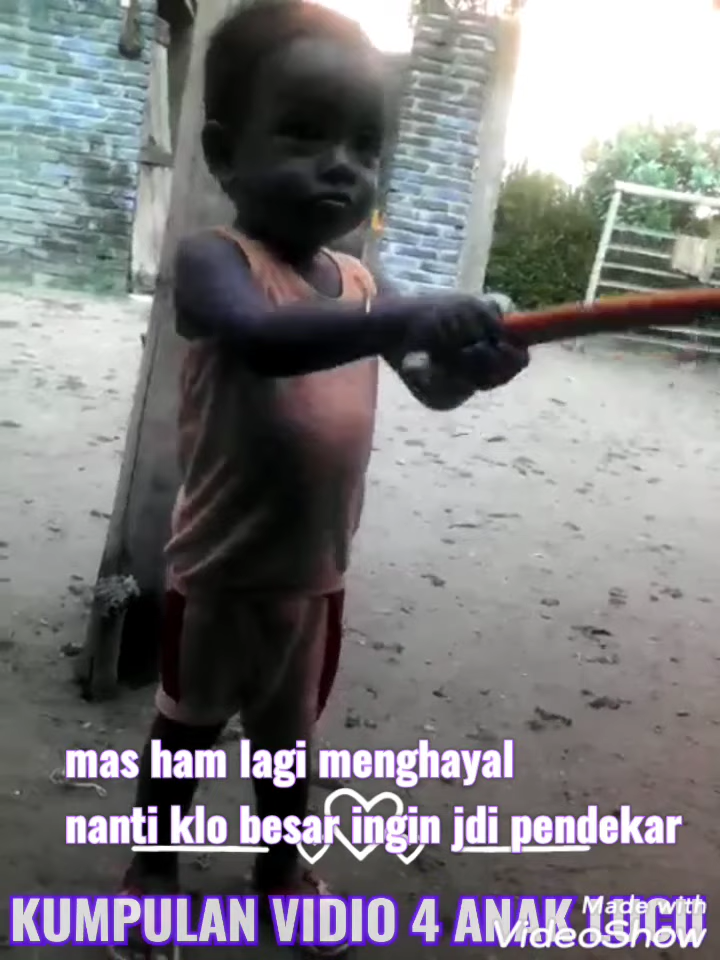 mas ham lagi menghayal
nanti klo besar ingin jdi pendekar
KUMPULAN VIDIO 4 ANAK
Made with
VideoShow